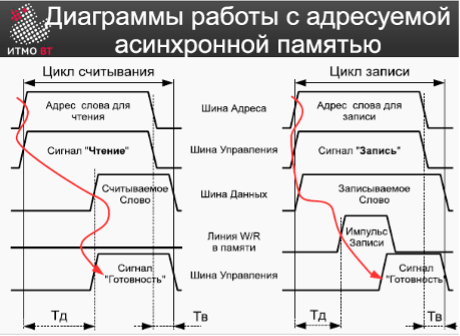 Диаграммы работы с адресуемой
асинхронной памятью
ИТМО ВТ
Цикл считывания
Цикл записи
Адрес слова для
чтения
Шина Адреса
Адрес слова для
записи
Сигнал "Чтение"
Шина Управления
Сигнал "Запись"
Считываемое
Слово
Шина Данных
Записываемое
Слово
Линия W/R
в памяти
Импульс
Записи
Сигнал
"Готовность"
Шина Управления
Сигнал
"Готовность"
Тд
Тв
Тд
Тв